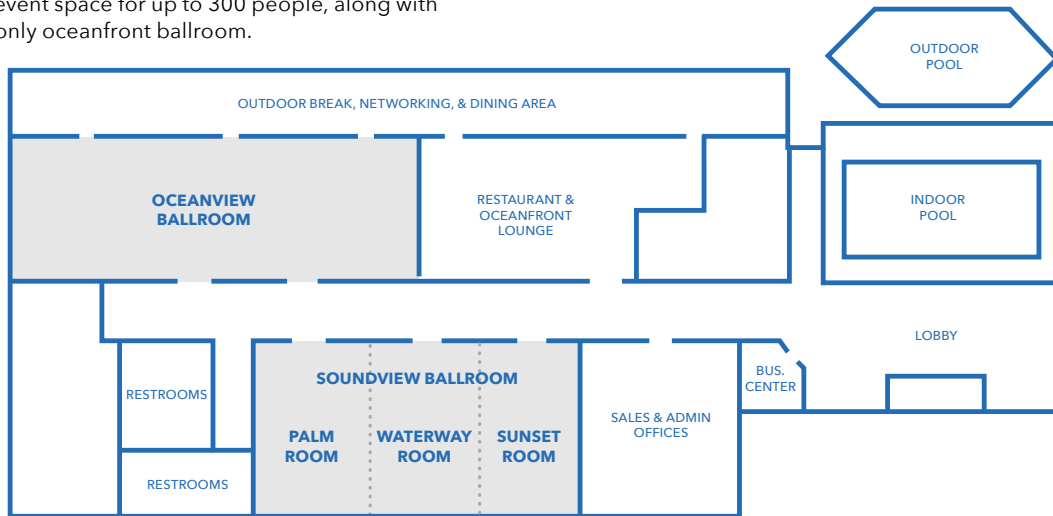 event space for up to 300 people, along with
only oceanfront ballroom.
OUTDOOR
POOL
OUTDOOR BREAK, NETWORKING, & DINING AREA
OCEANVIEW
BALLROOM
RESTAURANT &
OCEANFRONT
LOUNGE
INDOOR
POOL
LOBBY
BUS.
CENTER
RESTROOMS
SOUNDVIEW BALLROOM
PALM
ROOM
WATERWAY
ROOM
SUNSET
ROOM
SALES & ADMIN
OFFICES
RESTROOMS